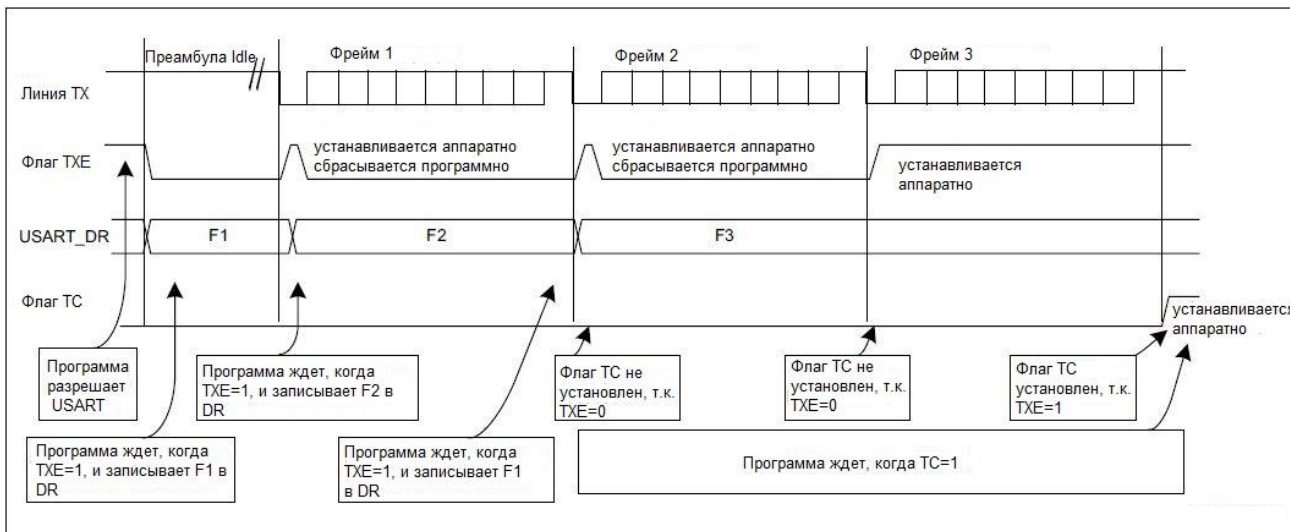 Преамбула Idle
Фрейм 1
Фрейм 2
Фрейм 3
Линия TX
Флаг TXE
устанавливается аппаратно
сбрасывается программно
устанавливается аппаратно
сбрасывается программно
устанавливается
аппаратно
USART_DR
F1
F2
F3
Флаг TC
устанавливается
аппаратно
Программа
разрешает
USART
Программа ждет, когда
TXE=1, и записывает F2 в
DR
Флаг TC не
установлен, т.к.
TXE=0
Флаг TC не
установлен, т.к.
TXE=0
Флаг TC
установлен, т.к.
TXE=1
Программа ждет, когда
TXE=1, и записывает F1 в
DR
Программа ждет, когда
TXE=1, и записывает F1
в DR
Программа ждет, когда TC=1